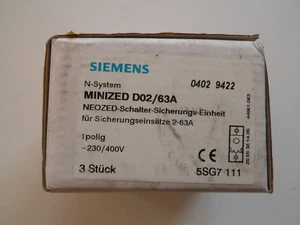 SIEMENS
N-System
0402 9422
MINIZED D02/63A
NEOZED-Schalter-Sicherungs-Einheit
für Sicherungseinsätze 2-63A
1polig
~230/400V
3 Stück
CE
5SG7 111